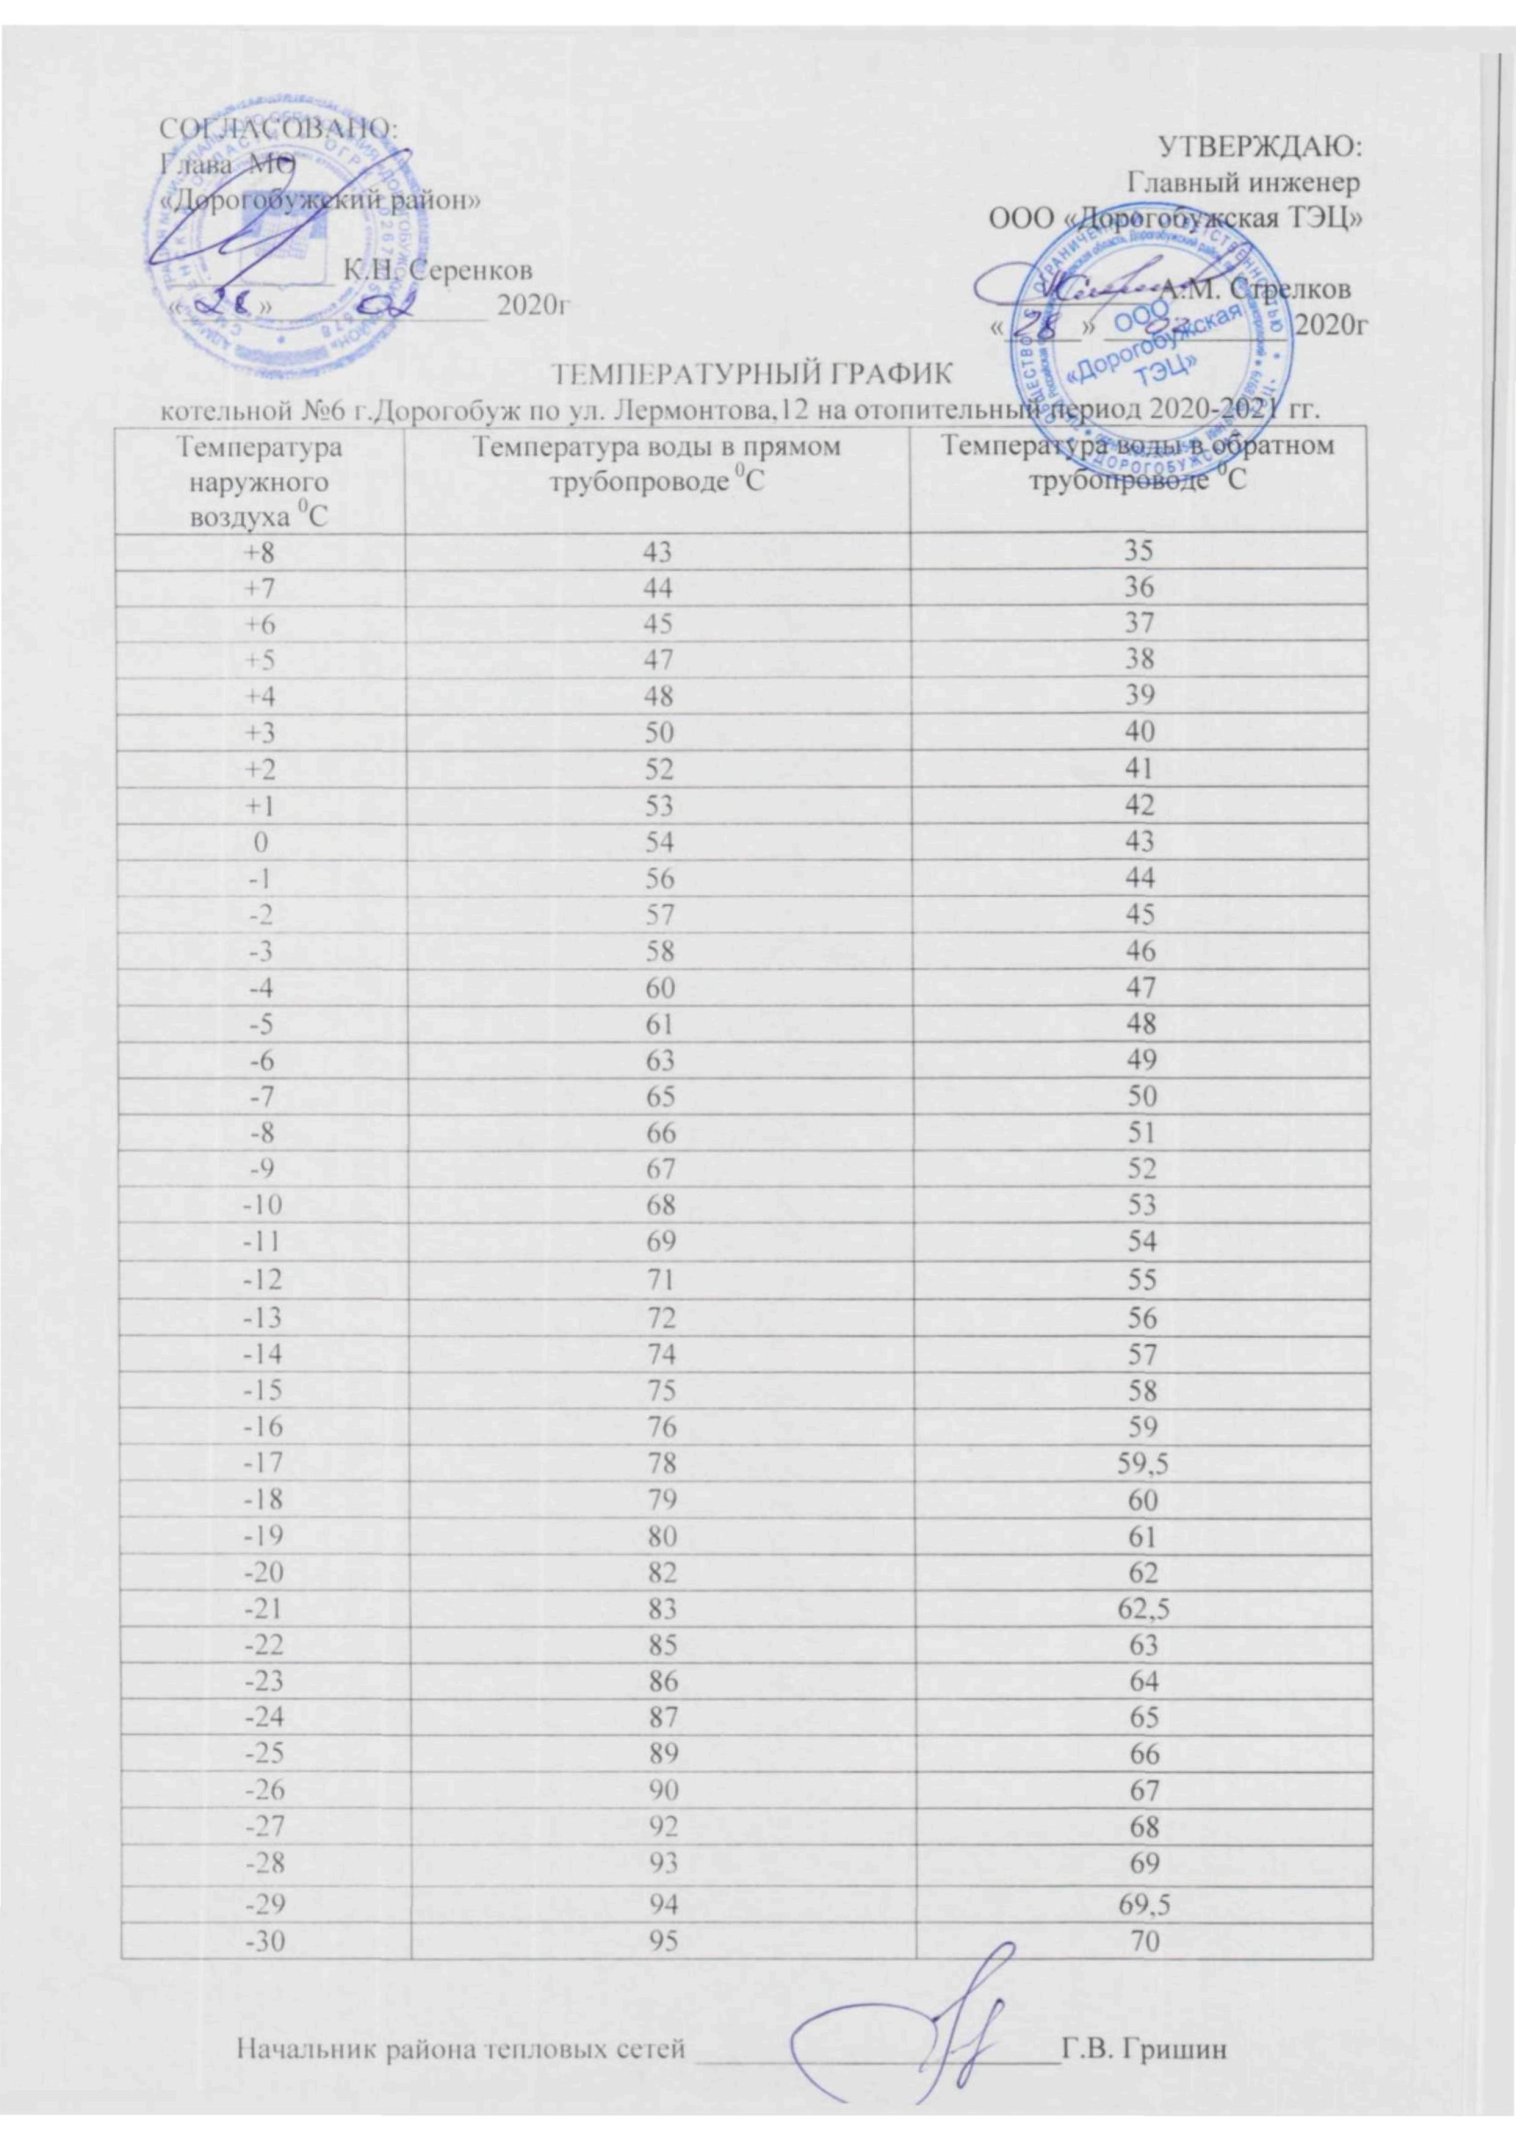 СОГЛАСОВАНО:
Глава МО
«Дорогобужский район»
К.Н. Серенков
« 28 » 02 2020г
УТВЕРЖДАЮ:
Главный инженер
ООО «Дорогобужская ТЭЦ»
А.М. Стрелков
« 28 » 02 2020г
ООО
«Дорогобужская
ТЭЦ»
ТЕМПЕРАТУРНЫЙ ГРАФИК
котельной №6 г.Дорогобуж по ул. Лермонтова,12 на отопительный период 2020-2021 гг.
Температура наружного воздуха ⁰С Температура воды в прямом трубопроводе ⁰С Температура воды в обратном трубопроводе ⁰С
+8 43 35
+7 44 36
+6 45 37
+5 47 38
+4 48 39
+3 50 40
+2 52 41
+1 53 42
0 54 43
-1 56 44
-2 57 45
-3 58 46
-4 60 47
-5 61 48
-6 63 49
-7 65 50
-8 66 51
-9 67 52
-10 68 53
-11 69 54
-12 71 55
-13 72 56
-14 74 57
-15 75 58
-16 76 59
-17 78 59,5
-18 79 60
-19 80 61
-20 82 62
-21 83 62,5
-22 85 63
-23 86 64
-24 87 65
-25 89 66
-26 90 67
-27 92 68
-28 93 69
-29 94 69,5
-30 95 70
Начальник района тепловых сетей Г.В. Гришин